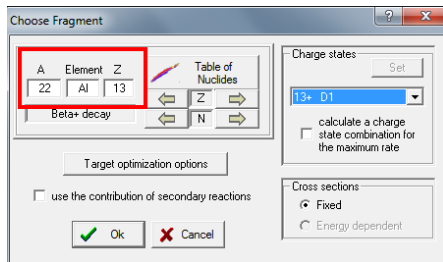 Choose Fragment
? X
A Element Z
22 Al 13
Beta+ decay
Table of
Nuclides
Z
N
Target optimization options
use the contribution of secondary reactions
Ok
Cancel
Charge states
Set
13+ D1
calculate a charge
state combination for
the maximum rate
Cross sections
Fixed
Energy dependent